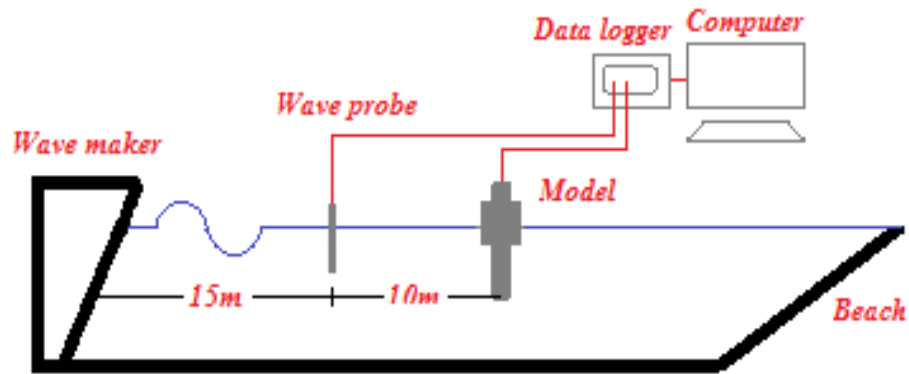 Data logger
Computer
Wave probe
Wave maker
Model
15m
10m
Beach